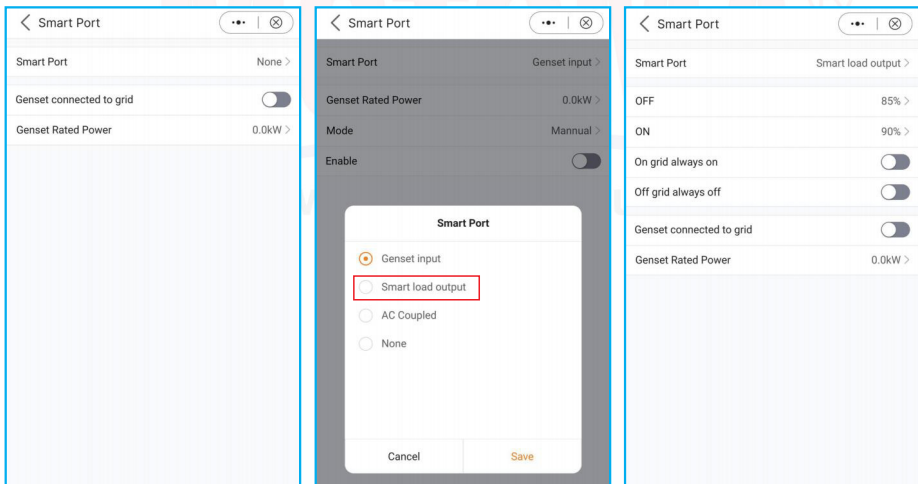 Smart Port
Smart Port None
Genset connected to grid
Genset Rated Power 0.0kW
Smart Port
Smart Port Genset input
Genset Rated Power 0.0kW
Mode Mannual
Enable
Smart Port
Genset input
Smart load output
AC Coupled
None
Cancel Save
Smart Port
Smart Port Smart load output
OFF 85%
ON 90%
On grid always on
Off grid always off
Genset connected to grid
Genset Rated Power 0.0kW